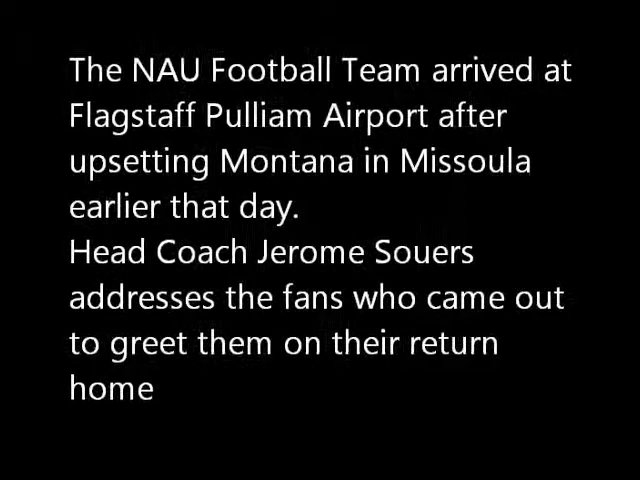 The NAU Football Team arrived at
Flagstaff Pulliam Airport after
upsetting Montana in Missoula
earlier that day.
Head Coach Jerome Souers
addresses the fans who came out
to greet them on their return
home